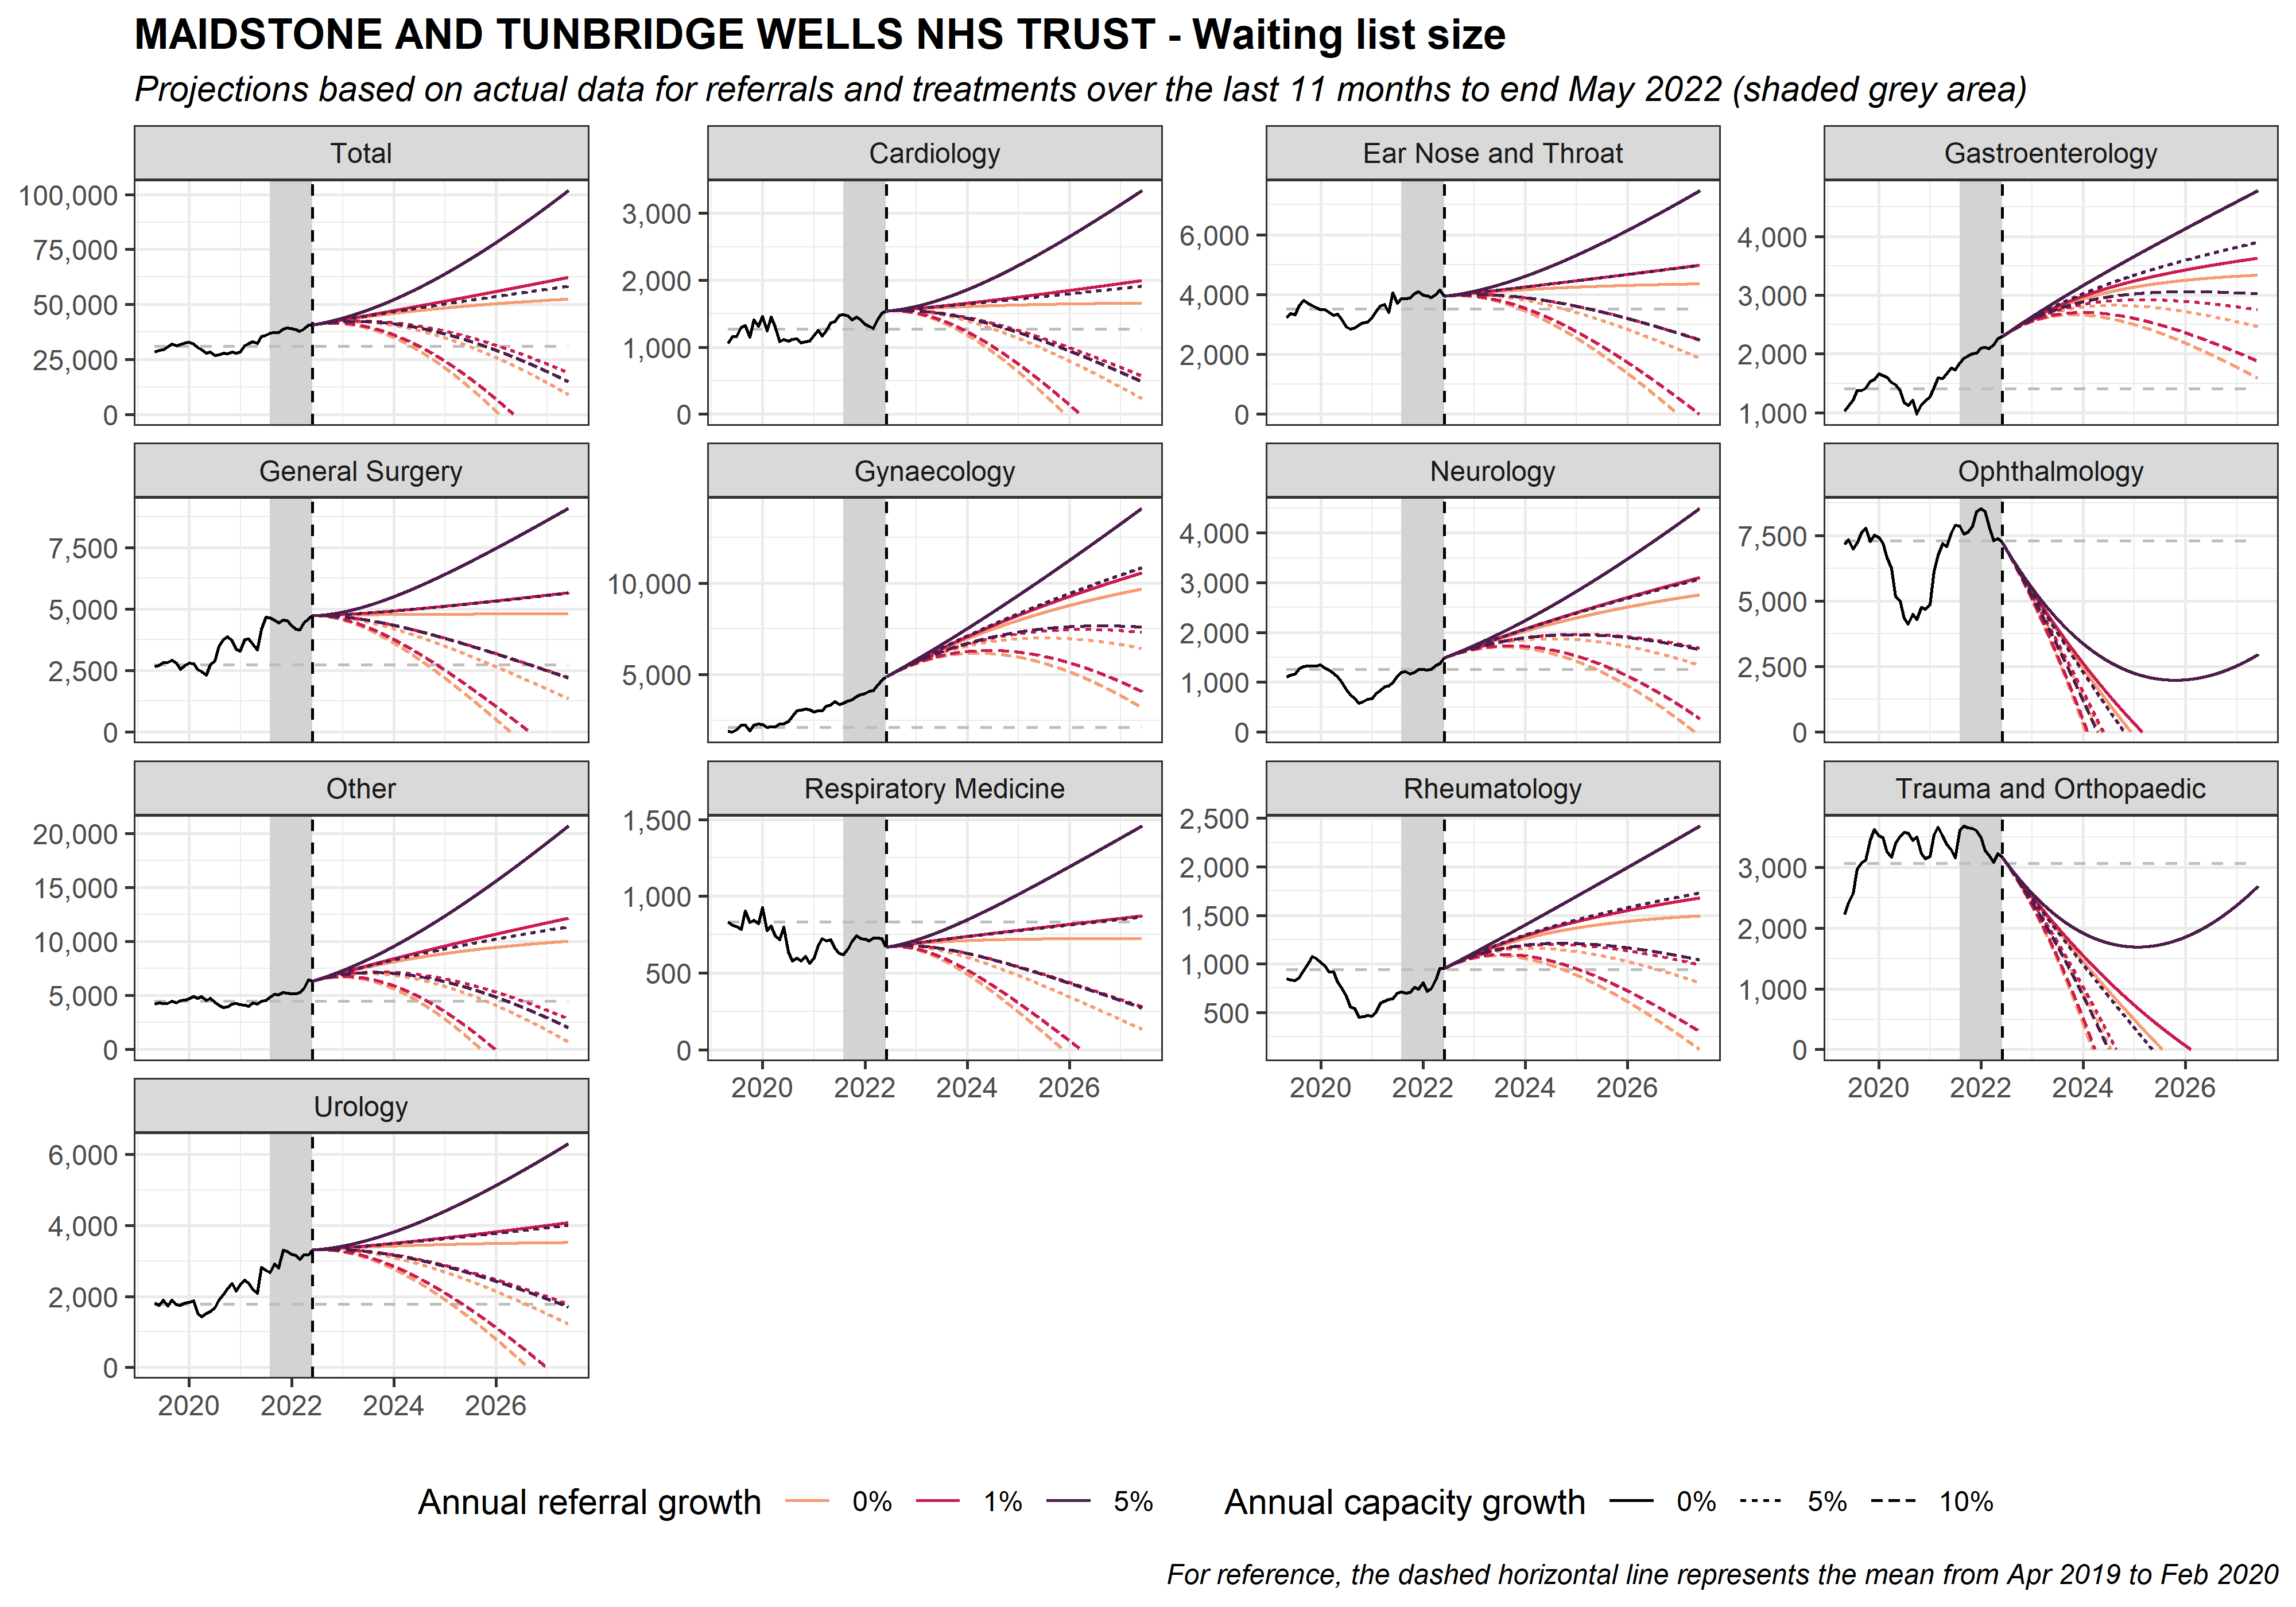 MAIDSTONE AND TUNBRIDGE WELLS NHS TRUST - Waiting list size
Projections based on actual data for referrals and treatments over the last 11 months to end May 2022 (shaded grey area)
Total
100,000
75,000
50,000
25,000
0
Cardiology
3,000
2,000
1,000
0
Ear Nose and Throat
6,000
4,000
2,000
0
Gastroenterology
4,000
3,000
2,000
1,000
General Surgery
7,500
5,000
2,500
0
Gynaecology
10,000
5,000
Neurology
4,000
3,000
2,000
1,000
0
Ophthalmology
7,500
5,000
2,500
0
Other
20,000
15,000
10,000
5,000
0
Respiratory Medicine
1,500
1,000
500
0
2020 2022 2024 2026
Rheumatology
2,500
2,000
1,500
1,000
500
2020 2022 2024 2026
Trauma and Orthopaedic
3,000
2,000
1,000
0
2020 2022 2024 2026
Urology
6,000
4,000
2,000
0
2020 2022 2024 2026
Annual referral growth 0% 1% 5% Annual capacity growth 0% 5% 10%
For reference, the dashed horizontal line represents the mean from Apr 2019 to Feb 2020